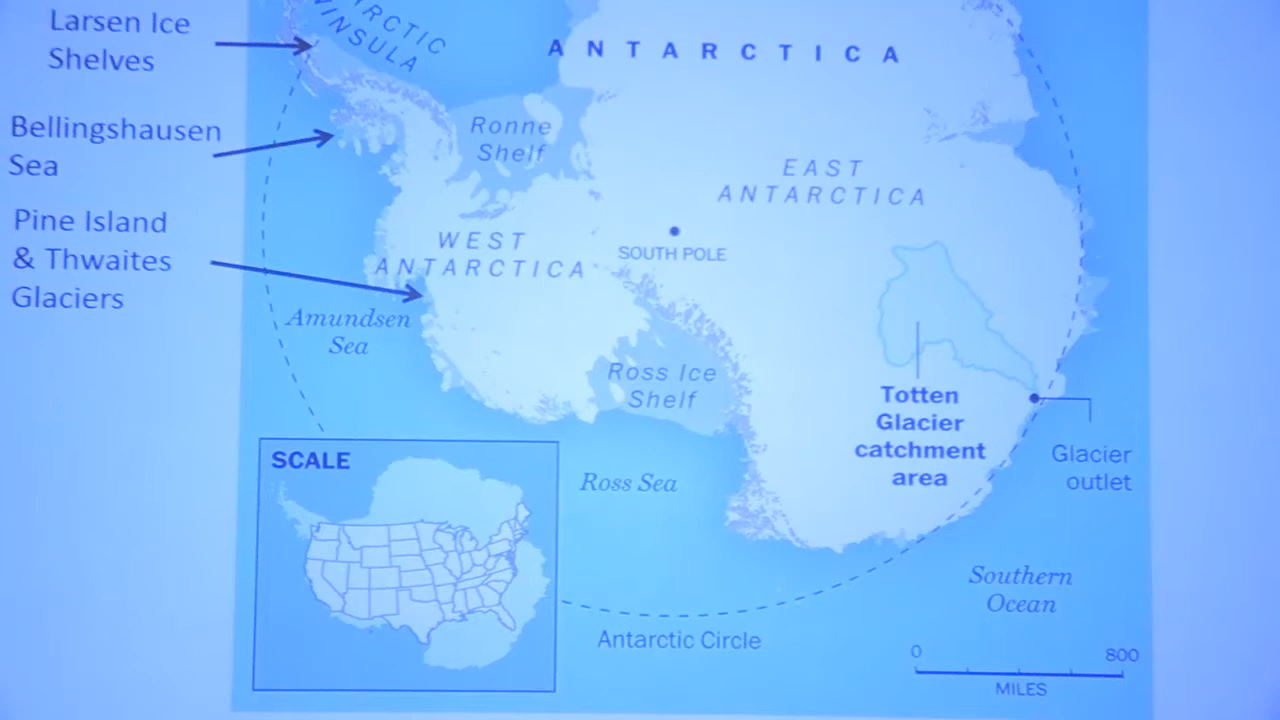 Larsen Ice
Shelves
Bellingshausen
Sea
Pine Island
& Thwaites
Glaciers
CTIC
INSULA
ANTARCTICA
Ronne
Shelf
EAST
ANTARCTICA
WEST
ANTARCTICA
SOUTH POLE
Amundsen
Sea
Ross Ice
Shelf
Totten
Glacier
catchment
area
Glacier
outlet
SCALE
Ross Sea
Southern
Ocean
Antarctic Circle
0 800
MILES